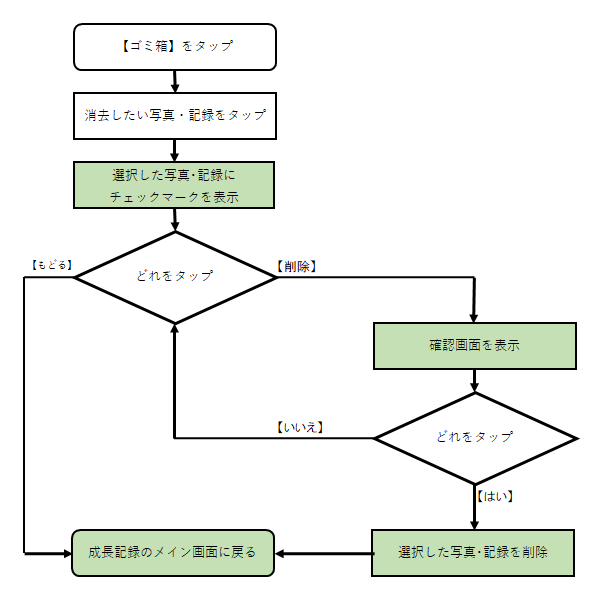 【ゴミ箱】をタップ
消去したい写真・記録をタップ
選択した写真・記録に
チェックマークを表示
どれをタップ
【もどる】
【削除】
確認画面を表示
どれをタップ
【いいえ】
【はい】
選択した写真・記録を削除
成長記録のメイン画面に戻る